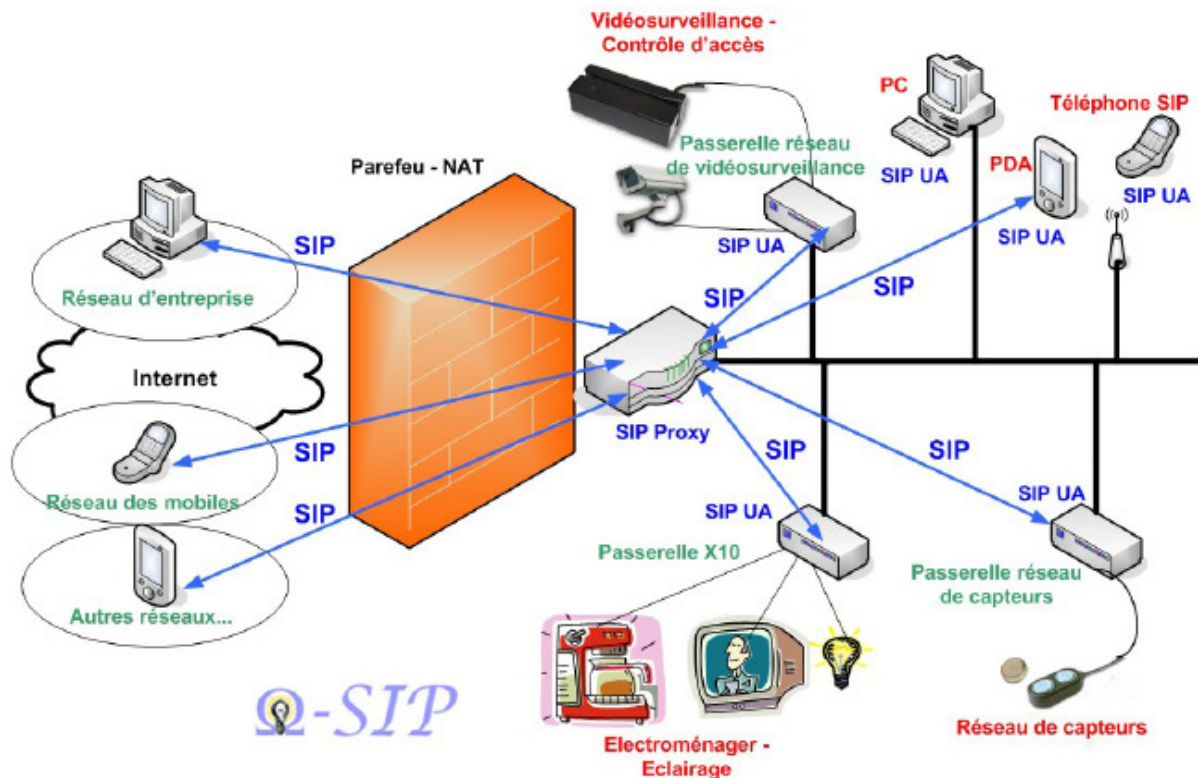 Vidéosurveillance -
Contrôle d'accès
PC
Téléphone SIP
Passerelle réseau
de vidéosurveillance
Parefeu - NAT
SIP UA
PDA
SIP UA
SIP UA
SIP UA
SIP
SIP
SIP
Réseau d'entreprise
Internet
SIP Proxy
SIP
SIP
SIP
Réseau des mobiles
SIP
SIP UA
SIP UA
Passerelle X10
Passerelle réseau
de capteurs
Autres réseaux...
Ω-SIP
Electroménager -
Eclairage
Réseau de capteurs